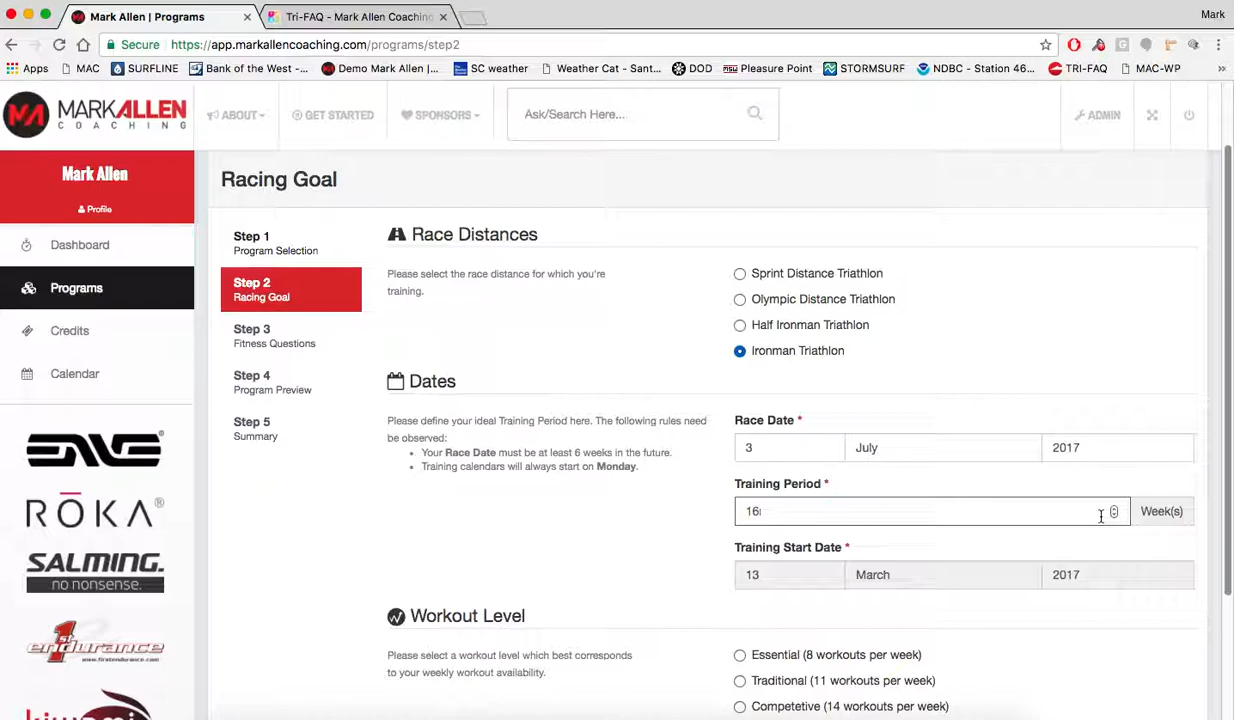 Mark Allen | Programs
Tri-FAQ - Mark Allen Coaching
Mark
Secure https://app.markallencoaching.com/programs/step2
Apps MAC SURFLINE Bank of the West -... Demo Mark Allen |... SC weather Weather Cat - Sant... DOD Pleasure Point STORMSURF NDBC - Station 46... TRI-FAQ MAC-WP »
MA MARKALLEN
COACHING
ABOUT
GET STARTED
SPONSORS
Ask/Search Here...
ADMIN
Mark Allen
Profile
Dashboard
Programs
Credits
Calendar
ENVE
RŌKA
SALMING.
no nonsense.
1st
endurance
www.firstendurance.com
Racing Goal
Step 1
Program Selection
Step 2
Racing Goal
Step 3
Fitness Questions
Step 4
Program Preview
Step 5
Summary
Race Distances
Please select the race distance for which you're
training.
Sprint Distance Triathlon
Olympic Distance Triathlon
Half Ironman Triathlon
Ironman Triathlon
Dates
Please define your ideal Training Period here. The following rules need
be observed:
• Your Race Date must be at least 6 weeks in the future.
• Training calendars will always start on Monday.
Race Date *
3 July 2017
Training Period *
16 Week(s)
Training Start Date *
13 March 2017
Workout Level
Please select a workout level which best corresponds
to your weekly workout availability.
Essential (8 workouts per week)
Traditional (11 workouts per week)
Competetive (14 workouts per week)